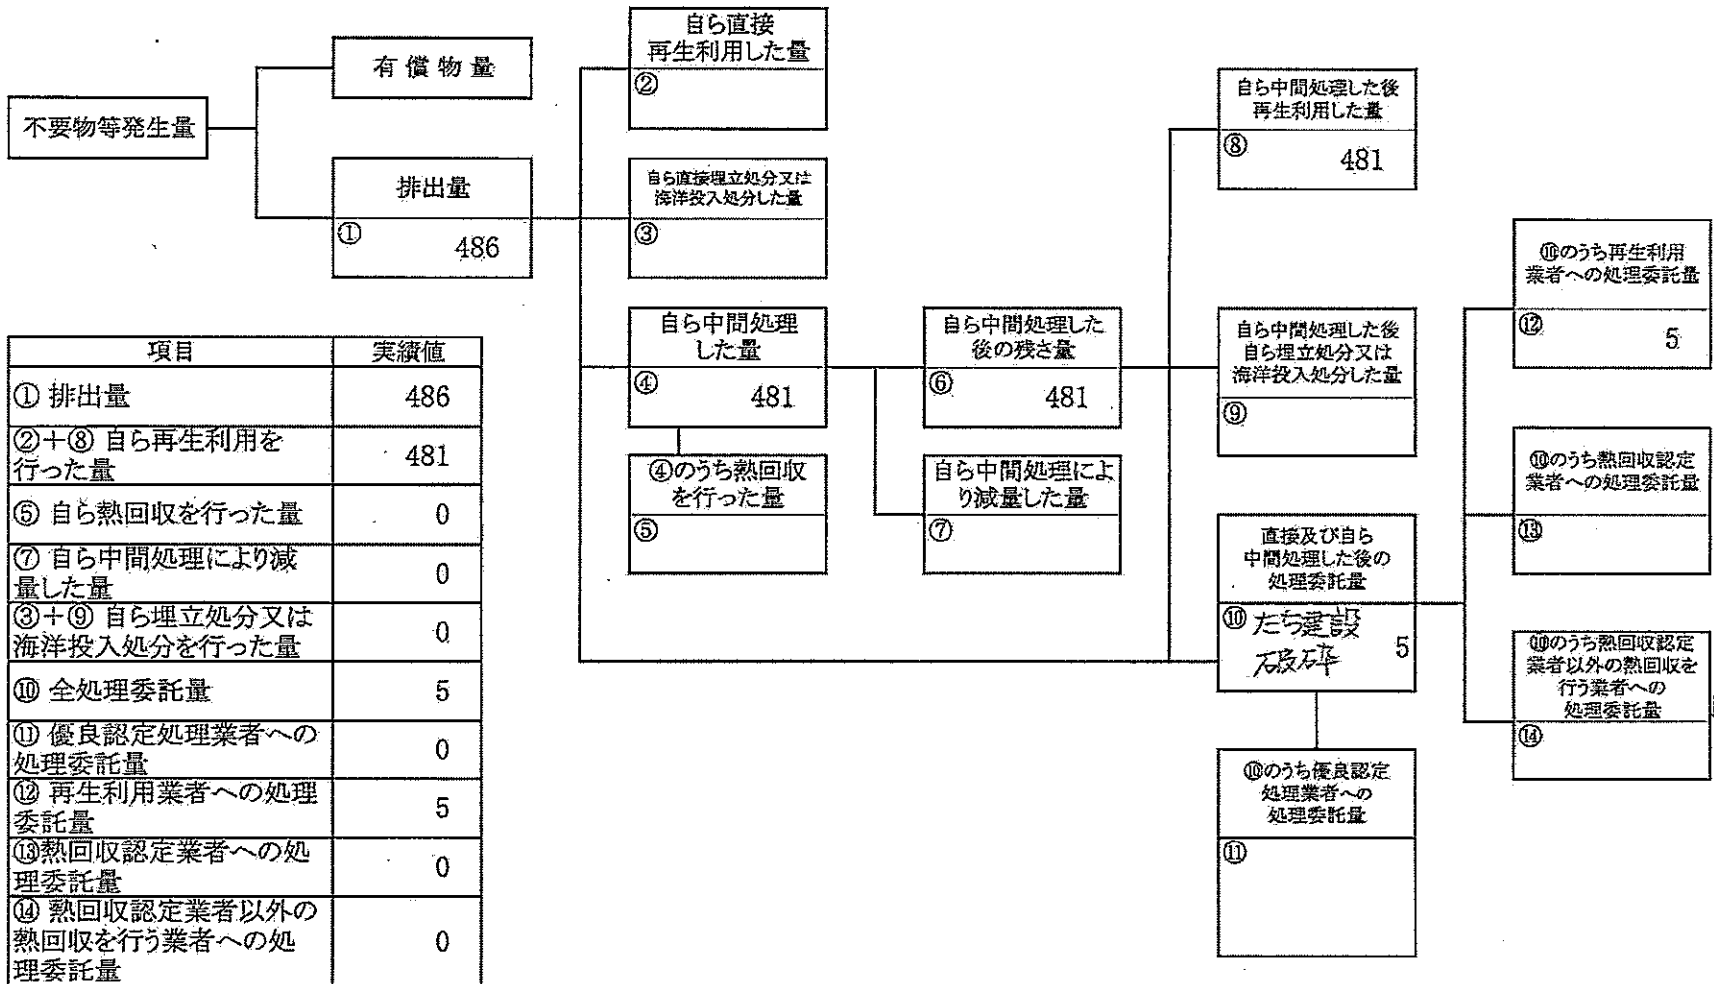 不要物等発生量
有償物量
排出量
①
486
自ら直接
再生利用した量
②
自ら直接埋立処分又は
海洋投入処分した量
③
自ら中間処理
した量
④
481
④のうち熱回収
を行った量
⑤
自ら中間処理した
後の残さ量
⑥
481
自ら中間処理によ
り減量した量
⑦
自ら中間処理した後
再生利用した量
⑧
481
自ら中間処理した後
自ら埋立処分又は
海洋投入処分した量
⑨
直接及び自ら
中間処理した後の
処理委託量
⑩ たち建設
破砕
5
⑩のうち優良認定
処理業者への
処理委託量
⑪
⑩のうち再生利用
業者への処理委託量
⑫
5
⑩のうち熱回収認定
業者への処理委託量
⑬
⑩のうち熱回収認定
業者以外の熱回収を
行う業者への
処理委託量
⑭
項目 実績値
① 排出量 486
②+⑧ 自ら再生利用を
行った量 481
⑤ 自ら熱回収を行った量 0
⑦ 自ら中間処理により減
量した量 0
③+⑨ 自ら埋立処分又は
海洋投入処分を行った量 0
⑩ 全処理委託量 5
⑪ 優良認定処理業者への
処理委託量 0
⑫ 再生利用業者への処理
委託量 5
⑬熱回収認定業者への処
理委託量 0
⑭ 熱回収認定業者以外の
熱回収を行う業者への処
理委託量 0